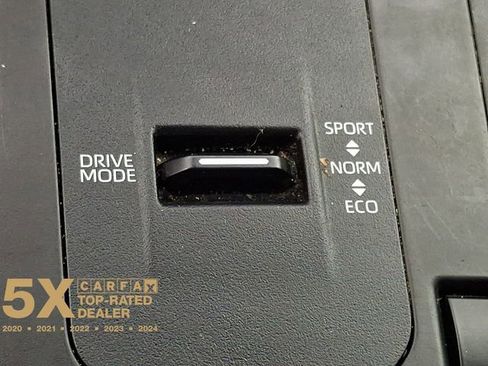 DRIVE
MODE
SPORT
NORM
ECO
5X
CARFAX
TOP-RATED
DEALER
2020 • 2021 • 2022 • 2023 • 2024